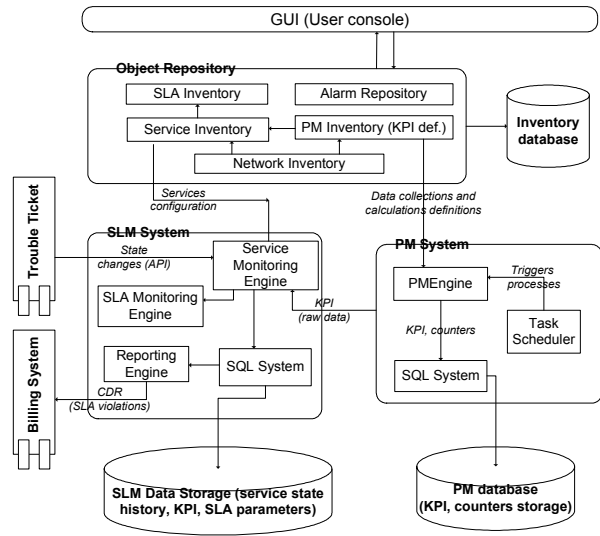 GUI (User console)
Object Repository
SLA Inventory
Alarm Repository
Service Inventory
PM Inventory (KPI def.)
Network Inventory
Inventory
database
Services
configuration
Data collections and
calculations definitions
Trouble Ticket
SLM System
State
changes (API)
Service
Monitoring
Engine
SLA Monitoring
Engine
KPI
(raw data)
PM System
PMEngine
Triggers
processes
KPI, counters
Task
Scheduler
Billing System
Reporting
Engine
SQL System
SQL System
CDR
(SLA violations)
SLM Data Storage (service state
history, KPI, SLA parameters)
PM database
(KPI, counters storage)